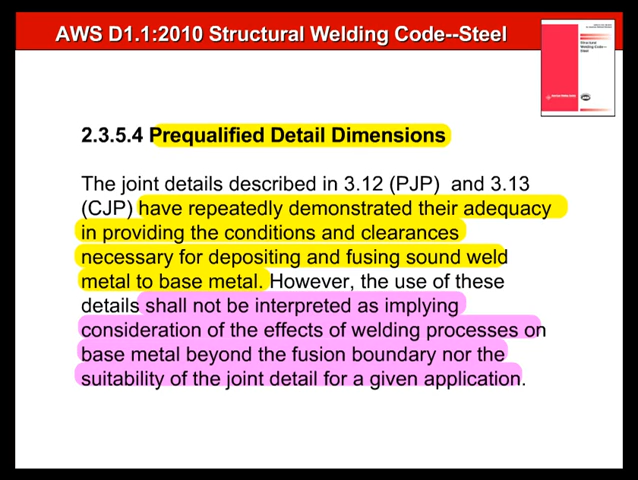 AWS D1.1:2010 Structural Welding Code--Steel
2.3.5.4 Prequalified Detail Dimensions
The joint details described in 3.12 (PJP) and 3.13
(CJP) have repeatedly demonstrated their adequacy
in providing the conditions and clearances
necessary for depositing and fusing sound weld
metal to base metal. However, the use of these
details shall not be interpreted as implying
consideration of the effects of welding processes on
base metal beyond the fusion boundary nor the
suitability of the joint detail for a given application.